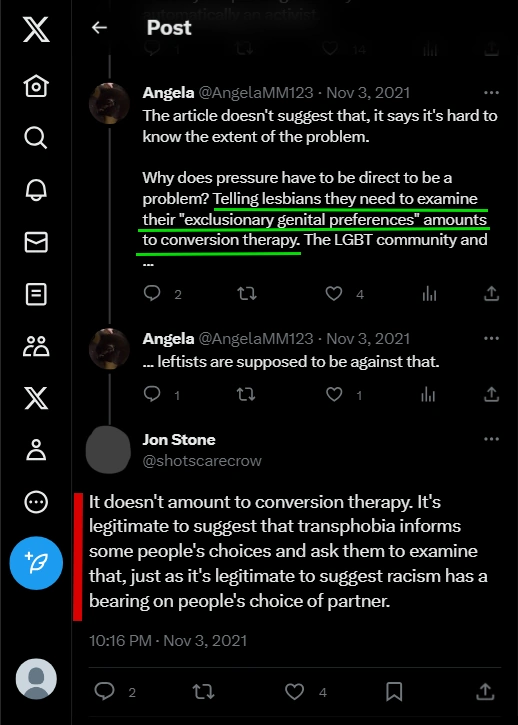 automatically an activist.
Post
14
Angela @AngelaMM123 · Nov 3, 2021
The article doesn't suggest that, it says it's hard to
know the extent of the problem.
Why does pressure have to be direct to be a
problem? Telling lesbians they need to examine
their "exclusionary genital preferences" amounts
to conversion therapy. The LGBT community and
...
2
4
Angela @AngelaMM123 · Nov 3, 2021
... leftists are supposed to be against that.
1
1
Jon Stone
@shotscarecrow
It doesn't amount to conversion therapy. It's
legitimate to suggest that transphobia informs
some people's choices and ask them to examine
that, just as it's legitimate to suggest racism has a
bearing on people's choice of partner.
10:16 PM · Nov 3, 2021
2
4